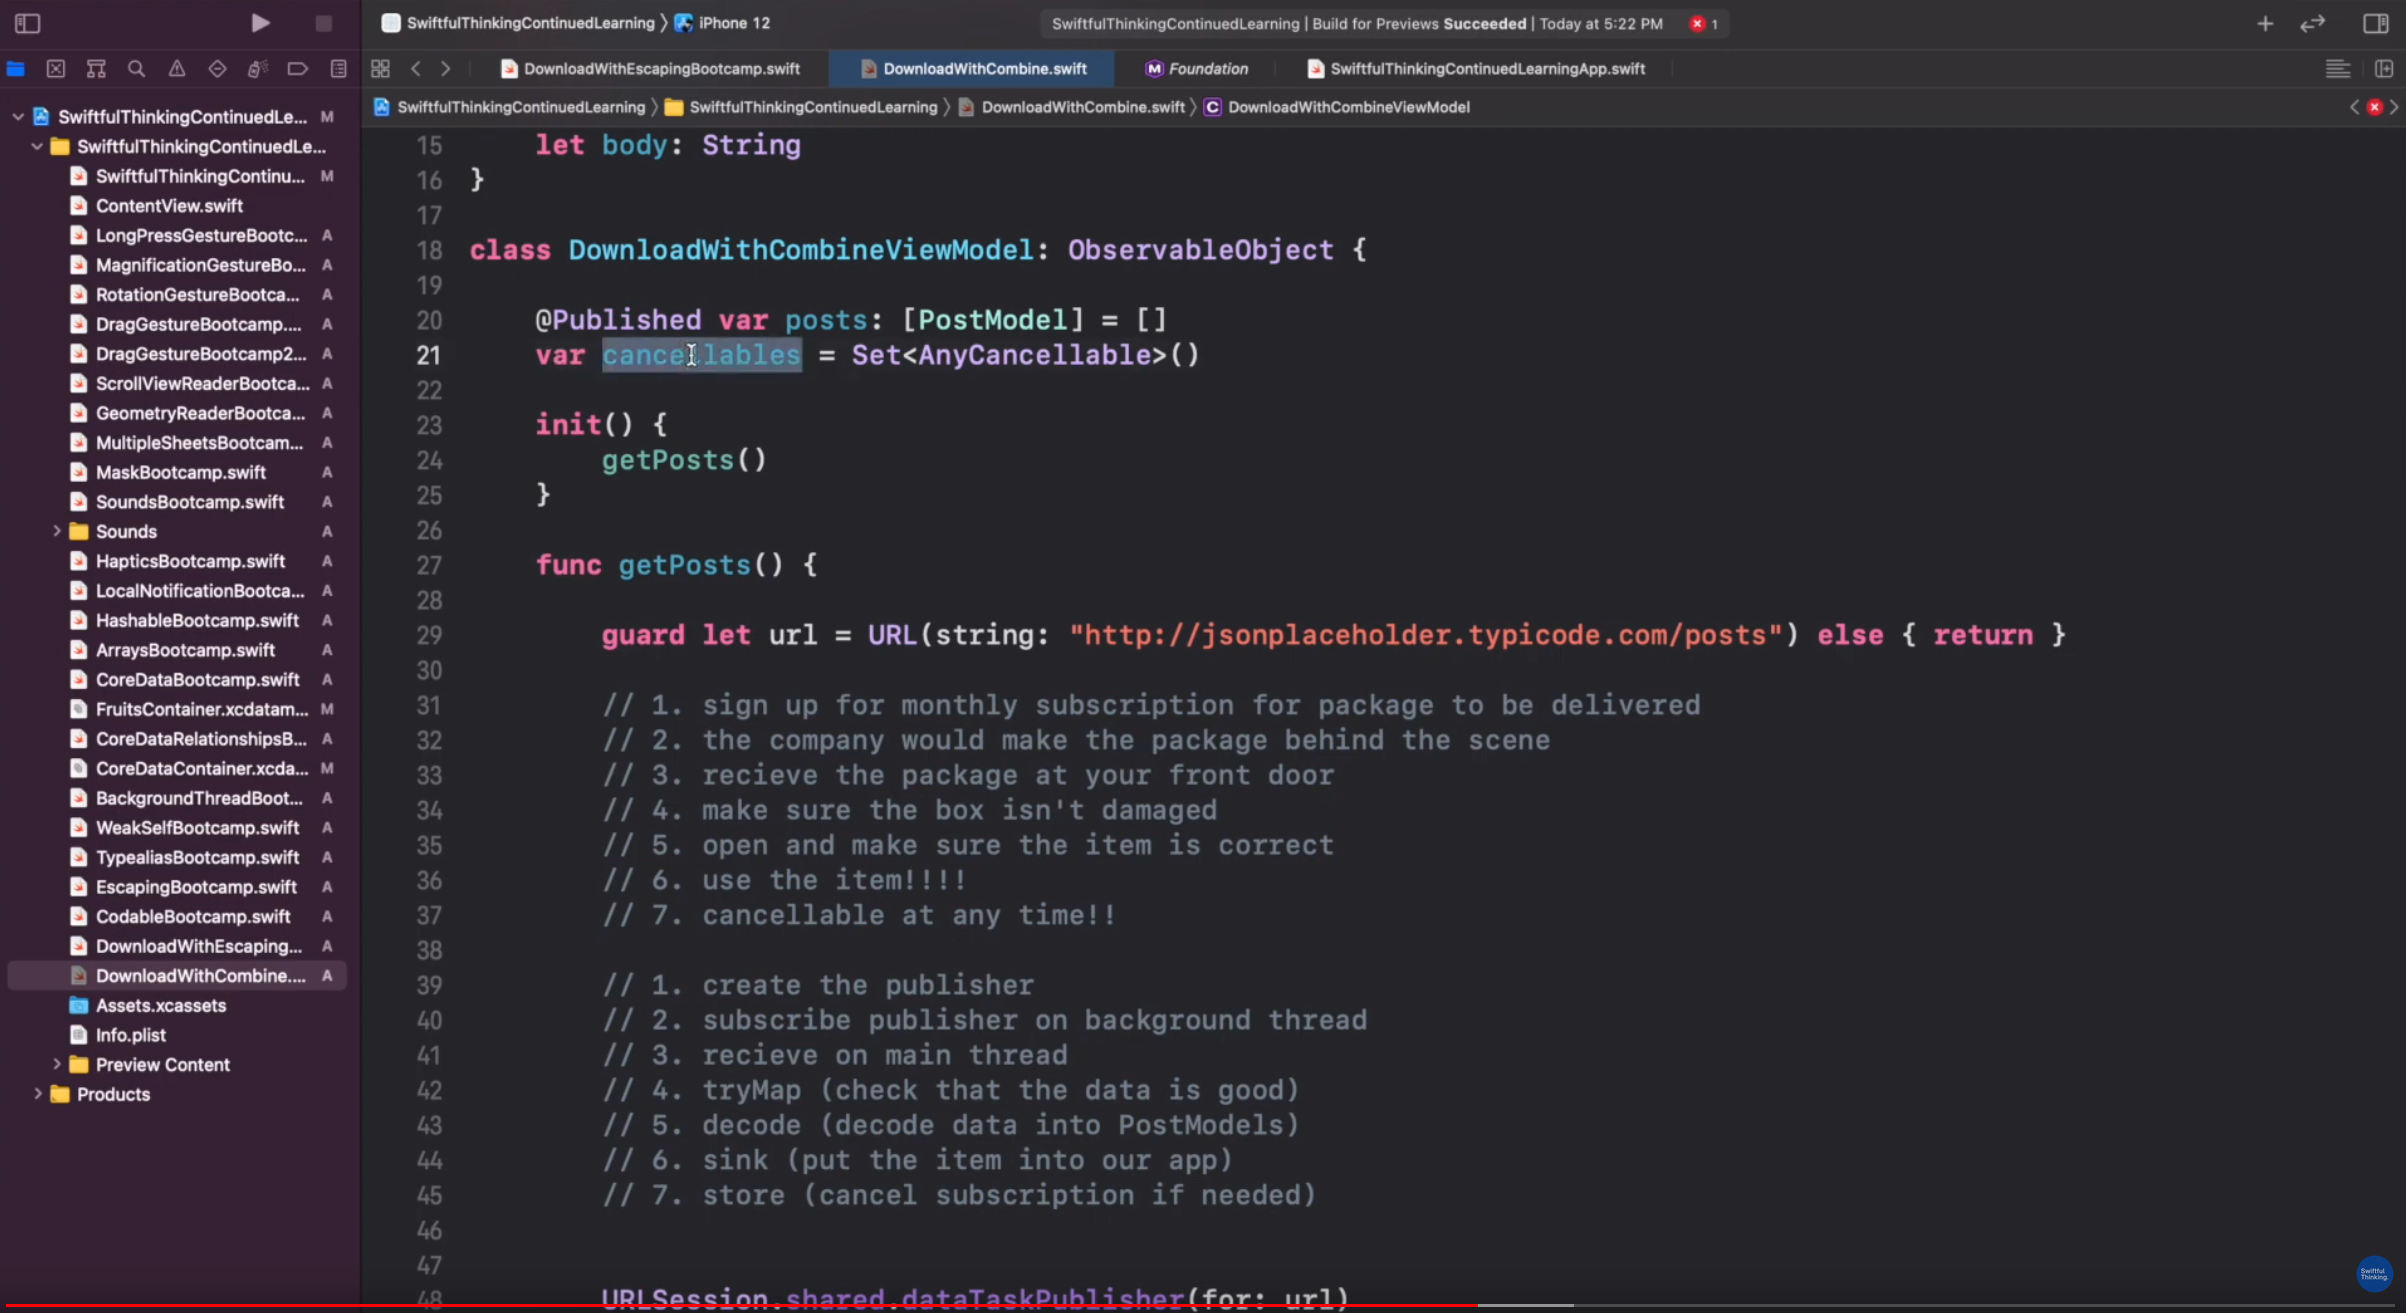 SwiftfulThinkingContinuedLearning 〉 iPhone 12
SwiftfulThinkingContinuedLearning | Build for Previews Succeeded | Today at 5:22 PM 1
DownloadWithEscapingBootcamp.swift
DownloadWithCombine.swift
Foundation
SwiftfulThinkingContinuedLearningApp.swift
SwiftfulThinkingContinuedLearning 〉 SwiftfulThinkingContinuedLearning 〉 DownloadWithCombine.swift 〉 C DownloadWithCombineViewModel
SwiftfulThinkingContinuedLe... M
SwiftfulThinkingContinuedLe...
SwiftfulThinkingContinu... M
ContentView.swift
LongPressGestureBootc... A
MagnificationGestureBo... A
RotationGestureBootca... A
DragGestureBootcamp.... A
DragGestureBootcamp2... A
ScrollViewReaderBootca... A
GeometryReaderBootca... A
MultipleSheetsBootcam... A
MaskBootcamp.swift A
SoundsBootcamp.swift A
Sounds A
HapticsBootcamp.swift A
LocalNotificationBootca... A
HashableBootcamp.swift A
ArraysBootcamp.swift A
CoreDataBootcamp.swift A
FruitsContainer.xcdatam... M
CoreDataRelationshipsB... A
CoreDataContainer.xcda... M
BackgroundThreadBoot... A
WeakSelfBootcamp.swift A
TypealiasBootcamp.swift A
EscapingBootcamp.swift A
CodableBootcamp.swift A
DownloadWithEscaping... A
DownloadWithCombine.... A
Assets.xcassets
Info.plist
Preview Content
Products
15 let body: String
16 }
17
18 class DownloadWithCombineViewModel: ObservableObject {
19
20 @Published var posts: [PostModel] = []
21 var cancellables = Set<AnyCancellable>()
22
23 init() {
24 getPosts()
25 }
26
27 func getPosts() {
28
29 guard let url = URL(string: "http://jsonplaceholder.typicode.com/posts") else { return }
30
31 // 1. sign up for monthly subscription for package to be delivered
32 // 2. the company would make the package behind the scene
33 // 3. recieve the package at your front door
34 // 4. make sure the box isn't damaged
35 // 5. open and make sure the item is correct
36 // 6. use the item!!!!
37 // 7. cancellable at any time!!
38
39 // 1. create the publisher
40 // 2. subscribe publisher on background thread
41 // 3. recieve on main thread
42 // 4. tryMap (check that the data is good)
43 // 5. decode (decode data into PostModels)
44 // 6. sink (put the item into our app)
45 // 7. store (cancel subscription if needed)
46
47
48 URLSession.shared.dataTaskPublisher(for: url)
Swiftful
Thinking.